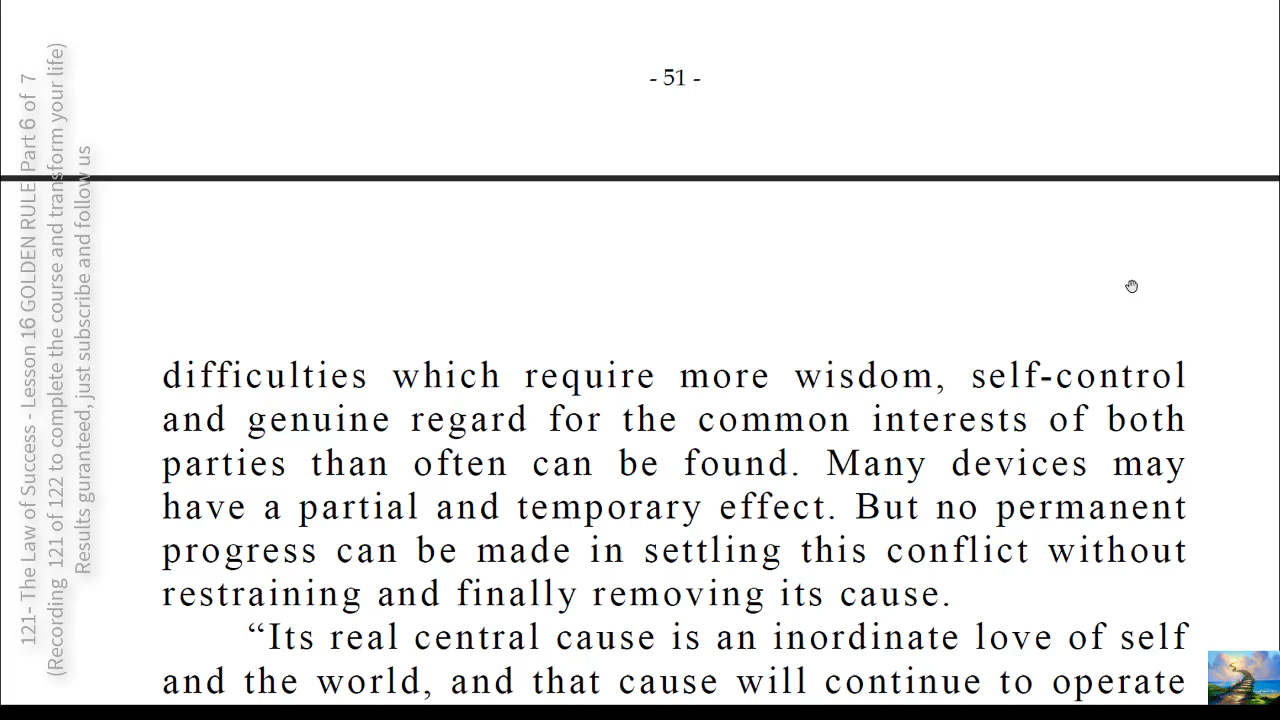 - 51 -
difficulties which require more wisdom, self-control
and genuine regard for the common interests of both
parties than often can be found. Many devices may
have a partial and temporary effect. But no permanent
progress can be made in settling this conflict without
restraining and finally removing its cause.
“Its real central cause is an inordinate love of self
and the world, and that cause will continue to operate
121 - The Law of Success - Lesson 16 GOLDEN RULE Part 6 of 7
(Recording 121 of 122 to complete the course and transform your life)
Results guranteed, just subscribe and follow us